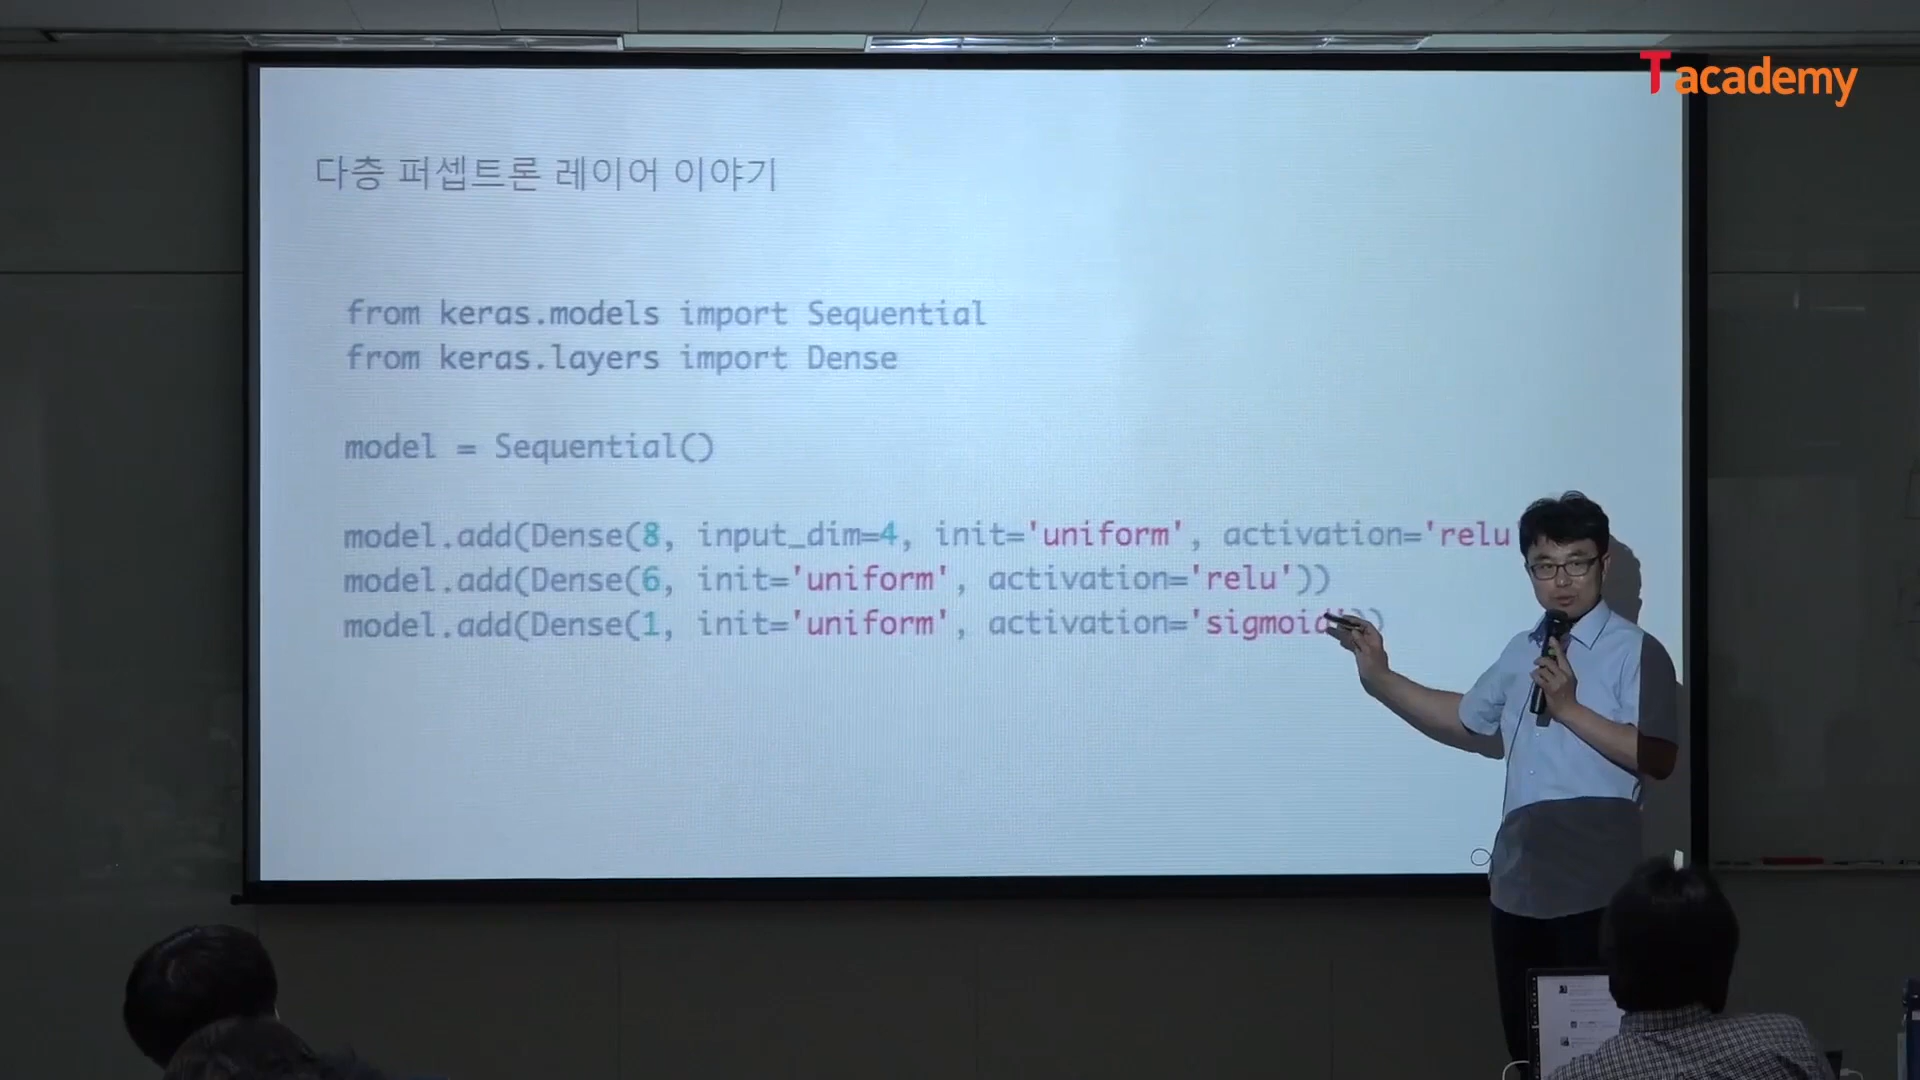 T academy
다층 퍼셉트론 레이어 이야기
from keras.models import Sequential
from keras.layers import Dense
model = Sequential()
model.add(Dense(8, input_dim=4, init='uniform', activation='relu
model.add(Dense(6, init='uniform', activation='relu'))
model.add(Dense(1, init='uniform', activation='sigmoid'))